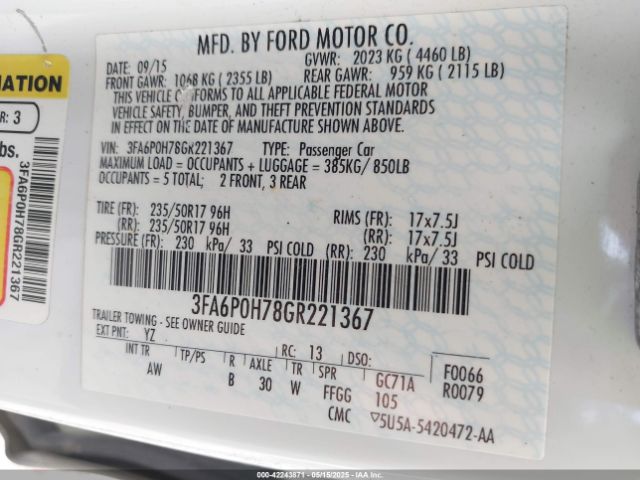 MFD. BY FORD MOTOR CO.
DATE: 09/15 GVWR: 2023 KG ( 4460 LB)
FRONT GAWR: 1068 KG ( 2355 LB) REAR GAWR: 959 KG ( 2115 LB)
THIS VEHICLE CONFORMS TO ALL APPLICABLE FEDERAL MOTOR
VEHICLE SAFETY, BUMPER, AND THEFT PREVENTION STANDARDS
IN EFFECT ON THE DATE OF MANUFACTURE SHOWN ABOVE.
VIN: 3FA6P0H78GR221367 TYPE: Passenger Car
MAXIMUM LOAD = OCCUPANTS + LUGGAGE = 385KG/ 850LB
OCCUPANTS = 5 TOTAL; 2 FRONT, 3 REAR
TIRE (FR): 235/50R17 96H RIMS (FR): 17x7.5J
(RR): 235/50R17 96H (RR): 17x7.5J
PRESSURE (FR): 230 kPa/ 33 PSI COLD (RR): 230 kPa/ 33 PSI COLD
3FA6P0H78GR221367
TRAILER TOWING - SEE OWNER GUIDE
EXT PNT: YZ RC: 13 DSO: F0066
INT TR TP/PS R AXLE TR SPR GC71A R0079
AW B 30 W FFGG 105
CMC 5U5A-5420472-AA
MATION
R: 3
bs.
3FA6P0H78GR221367
000-42243871 05/15/2025 IAAI